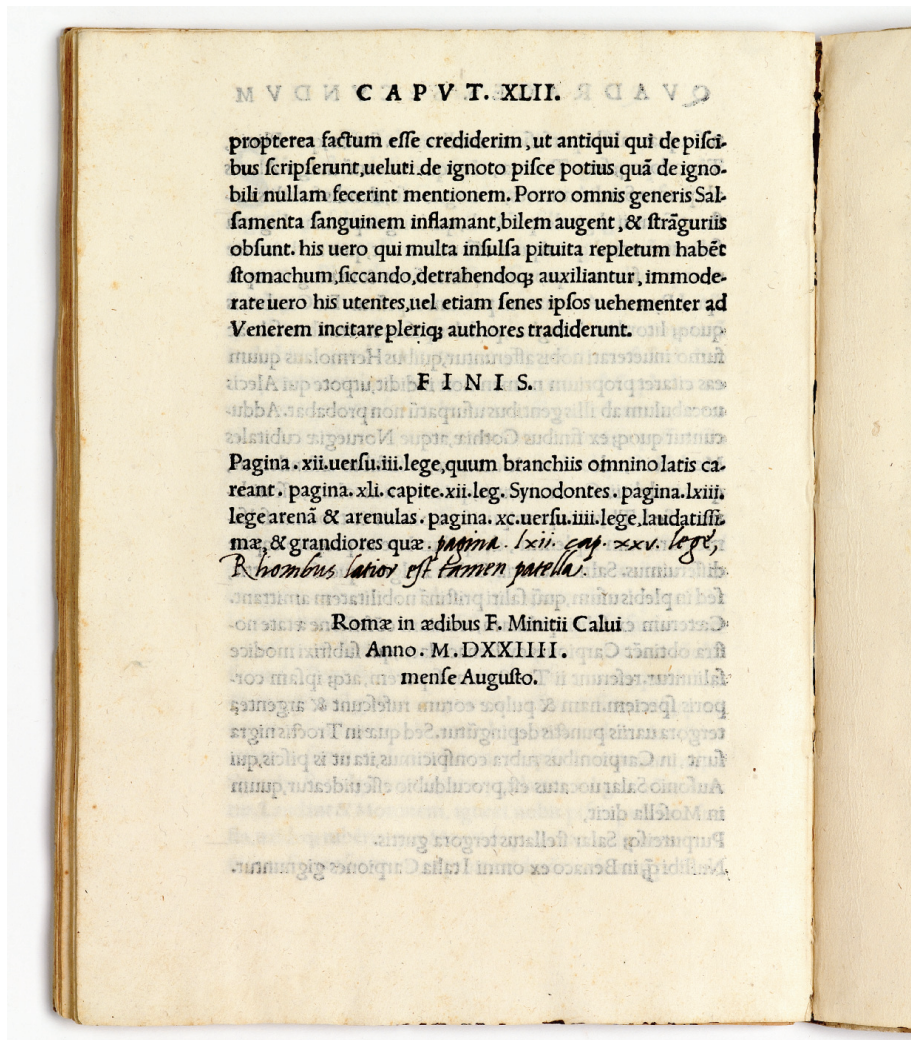 CAPVT. XLII.
propterea factum esse crediderim, ut antiqui qui de pisci-
bus scripserunt, ueluti de ignoto pisce potius quã de igno-
bili nullam fecerint mentionem. Porro omnis generis Sal-
samenta sanguinem inflamant, bilem augent, & strãguriis
obsunt. his uero qui multa insulsa pituita repletum habẽt
stomachum, siccando, detrahendoq; auxiliantur, immode-
rate uero his utentes, uel etiam senes ipsos uehementer ad
Venerem incitare pleriq; authores tradiderunt.
FINIS.
Pagina. xii. uersu. iii. lege, quum branchiis omnino latis ca-
reant. pagina. xli. capite. xii. leg. Synodontes. pagina. lxiii.
lege arenã & arenulas. pagina. xc. uersu. iiii. lege, laudatissi-
mæ, & grandiores quæ. pagina. lxii. cap. xxv. lege,
Rhombus latior est tamen patella.
Romæ in ædibus F. Minitii Calui
Anno. M. DXXIIII.
mense Augusto.